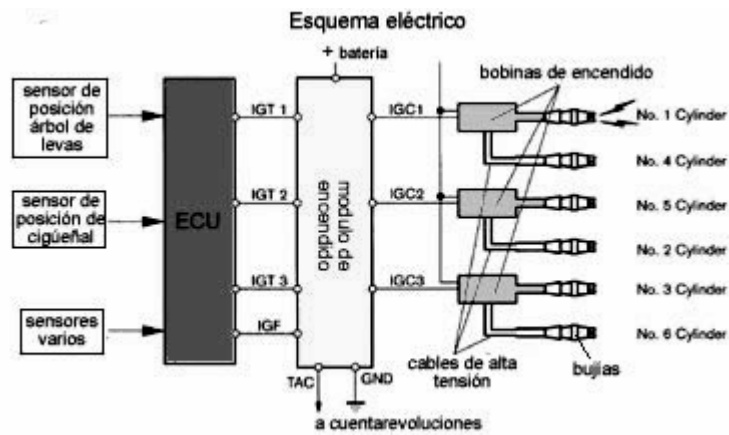 Esquema eléctrico
+ batería
bobinas de encendido
sensor de
posición
árbol de
levas
sensor de
posición de
cigüeñal
sensores
varios
ECU
IGT 1
IGT 2
IGT 3
IGF
modulo de
encendido
IGC1
IGC2
IGC3
No. 1 Cylinder
No. 4 Cylinder
No. 5 Cylinder
No. 2 Cylinder
No. 3 Cylinder
No. 6 Cylinder
cables de alta
tensión
bujías
TAC
GND
a cuentarevoluciones